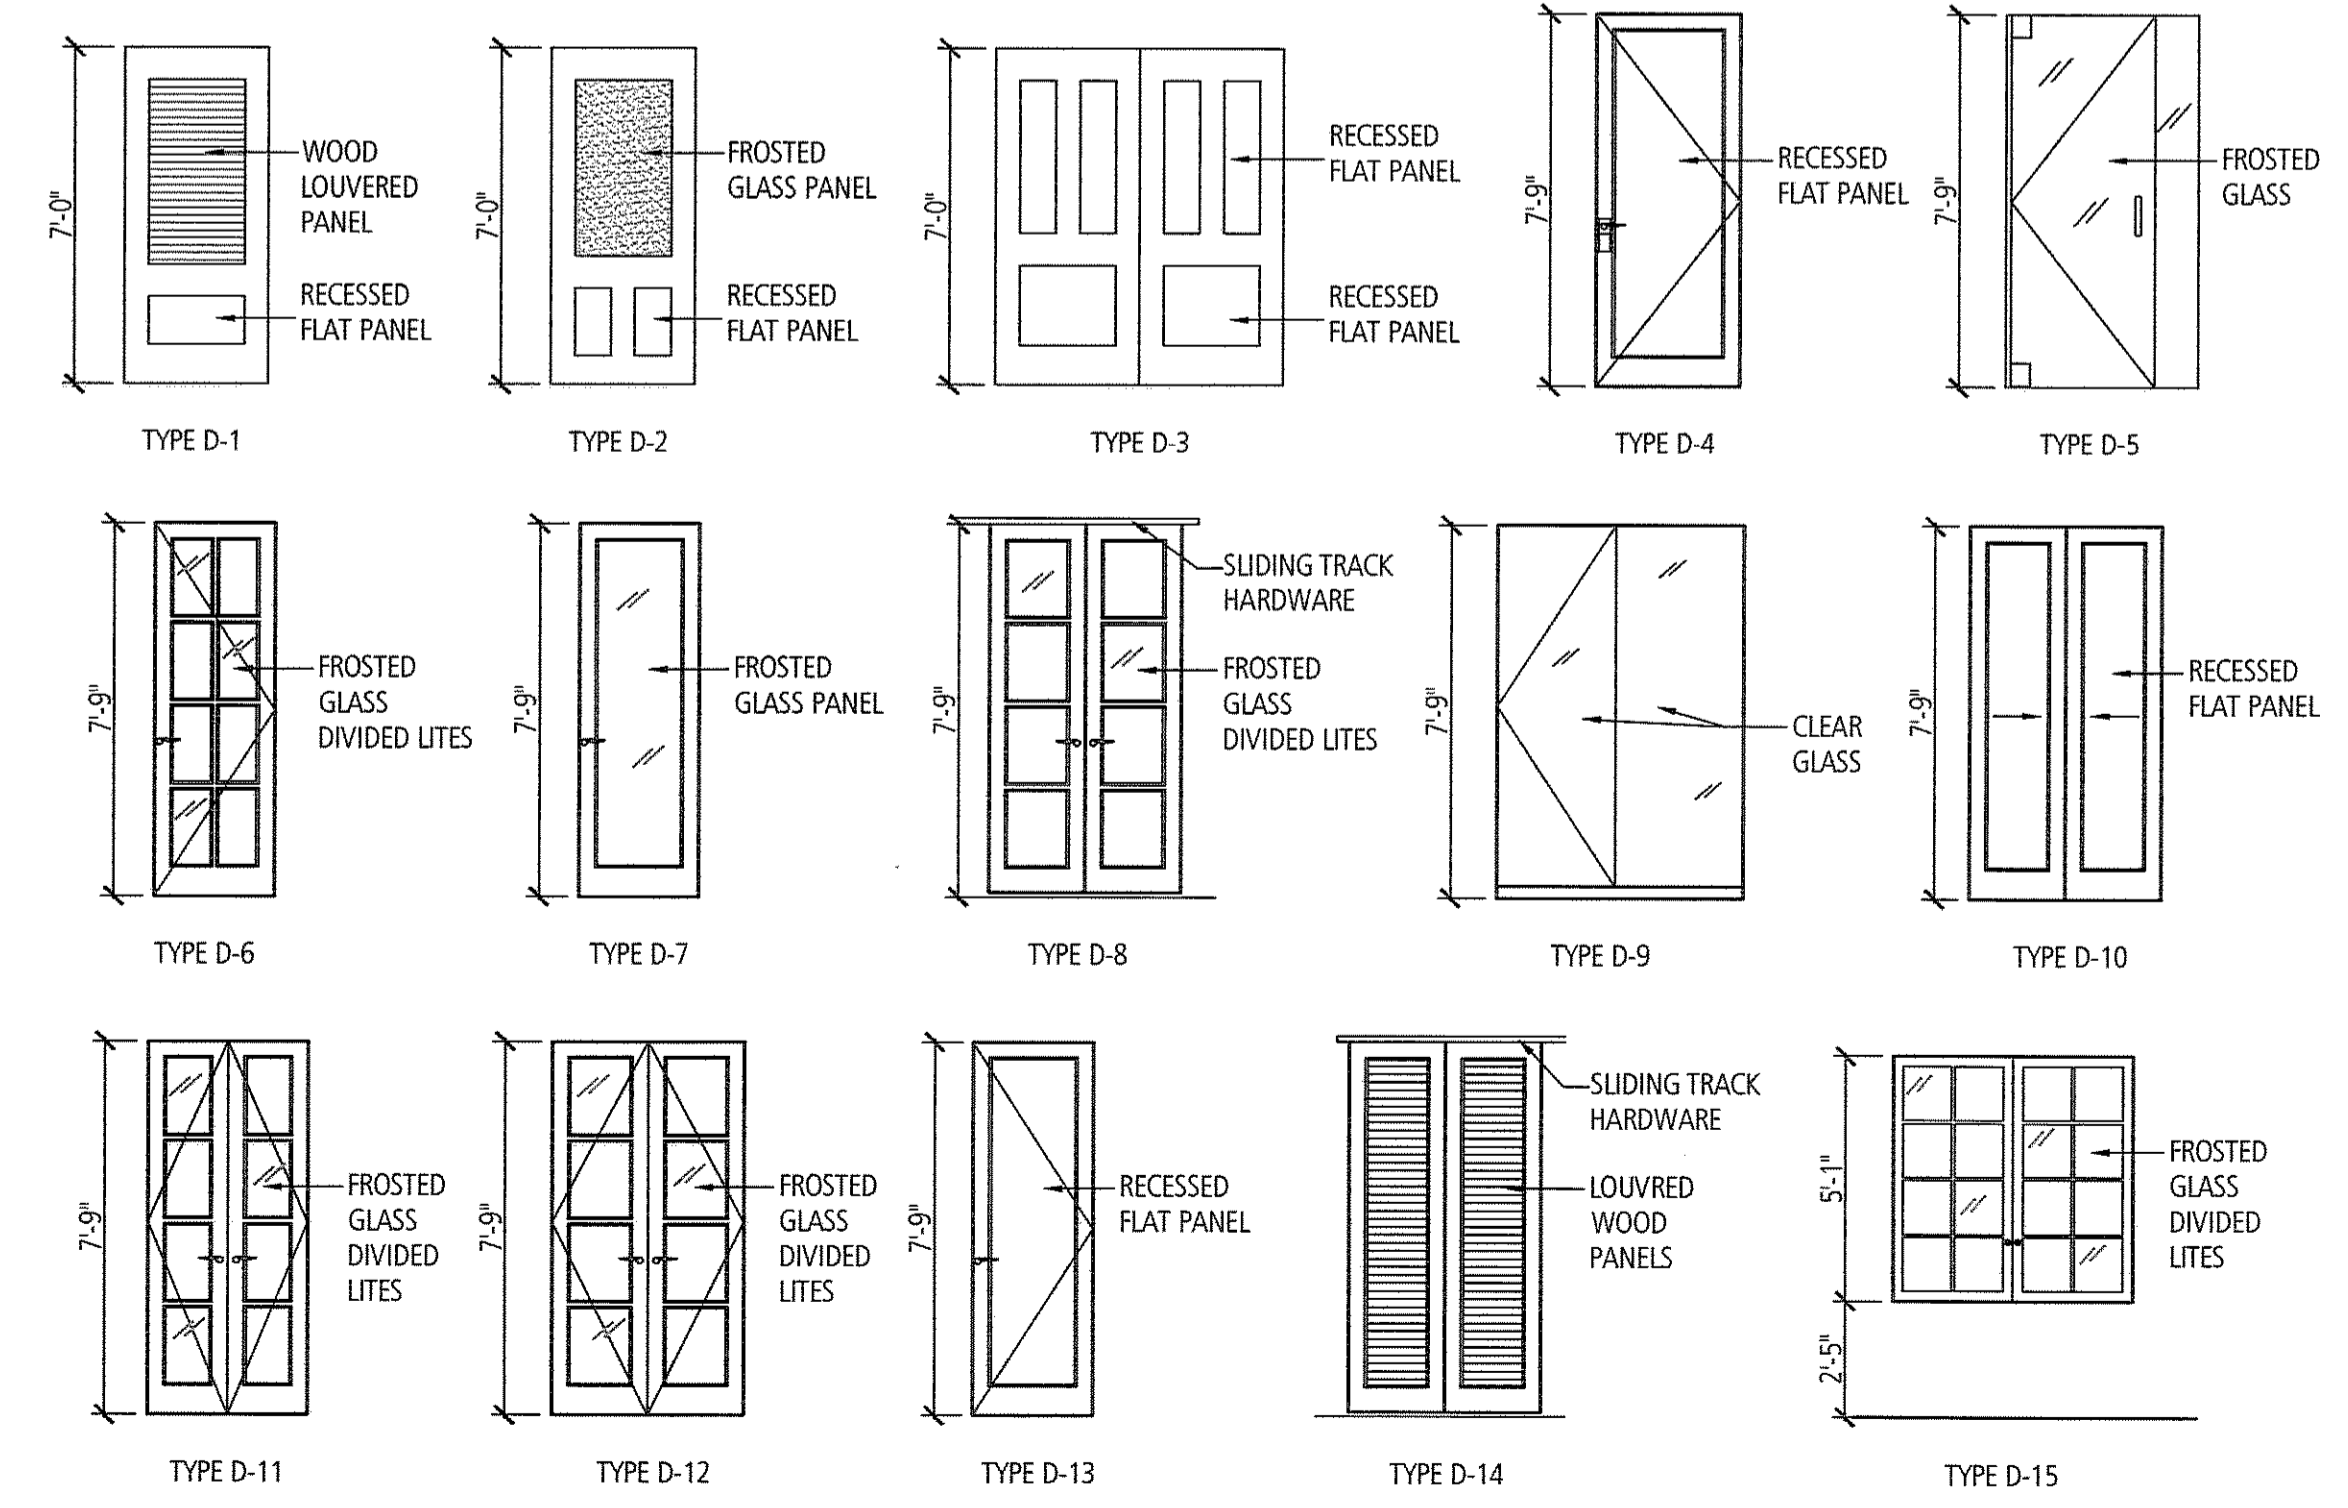 7'-0"
WOOD
LOUVERED
PANEL
RECESSED
FLAT PANEL
TYPE D-1
7'-0"
FROSTED
GLASS PANEL
RECESSED
FLAT PANEL
TYPE D-2
7'-0"
RECESSED
FLAT PANEL
RECESSED
FLAT PANEL
TYPE D-3
7'-9"
RECESSED
FLAT PANEL
TYPE D-4
7'-9"
FROSTED
GLASS
TYPE D-5
7'-9"
FROSTED
GLASS
DIVIDED LITES
TYPE D-6
7'-9"
FROSTED
GLASS PANEL
TYPE D-7
7'-9"
SLIDING TRACK
HARDWARE
FROSTED
GLASS
DIVIDED LITES
TYPE D-8
7'-9"
CLEAR
GLASS
TYPE D-9
7'-9"
RECESSED
FLAT PANEL
TYPE D-10
7'-9"
FROSTED
GLASS
DIVIDED
LITES
TYPE D-11
7'-9"
FROSTED
GLASS
DIVIDED
LITES
TYPE D-12
7'-9"
RECESSED
FLAT PANEL
TYPE D-13
SLIDING TRACK
HARDWARE
LOUVRED
WOOD
PANELS
TYPE D-14
5'-1"
2'-5"
FROSTED
GLASS
DIVIDED
LITES
TYPE D-15